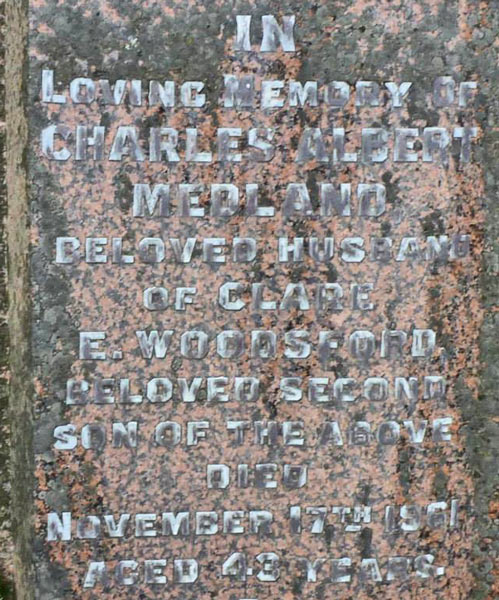 IN
LOVING MEMORY OF
CHARLES ALBERT
MEDLAND,
BELOVED HUSBAND
OF CLARE
E. WOODSFORD,
BELOVED SECOND
SON OF THE ABOVE
DIED
NOVEMBER 17TH 1961
AGED 43 YEARS.